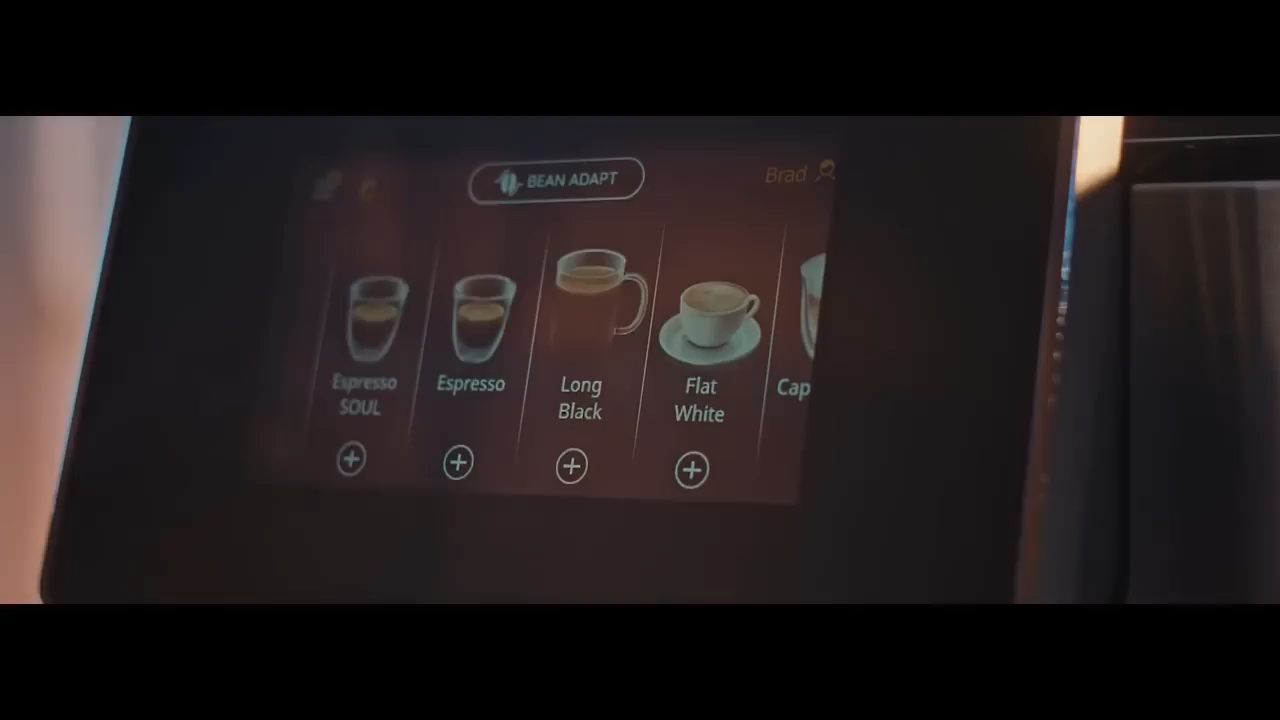 BEAN ADAPT
Brad
Espresso
SOUL
Espresso
Long
Black
Flat
White
Cap